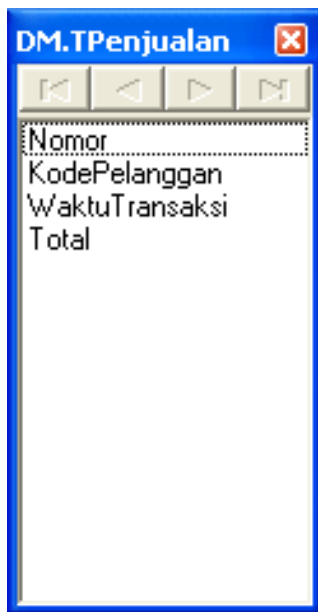 DM.TPenjualan
Nomor
KodePelanggan
WaktuTransaksi
Total